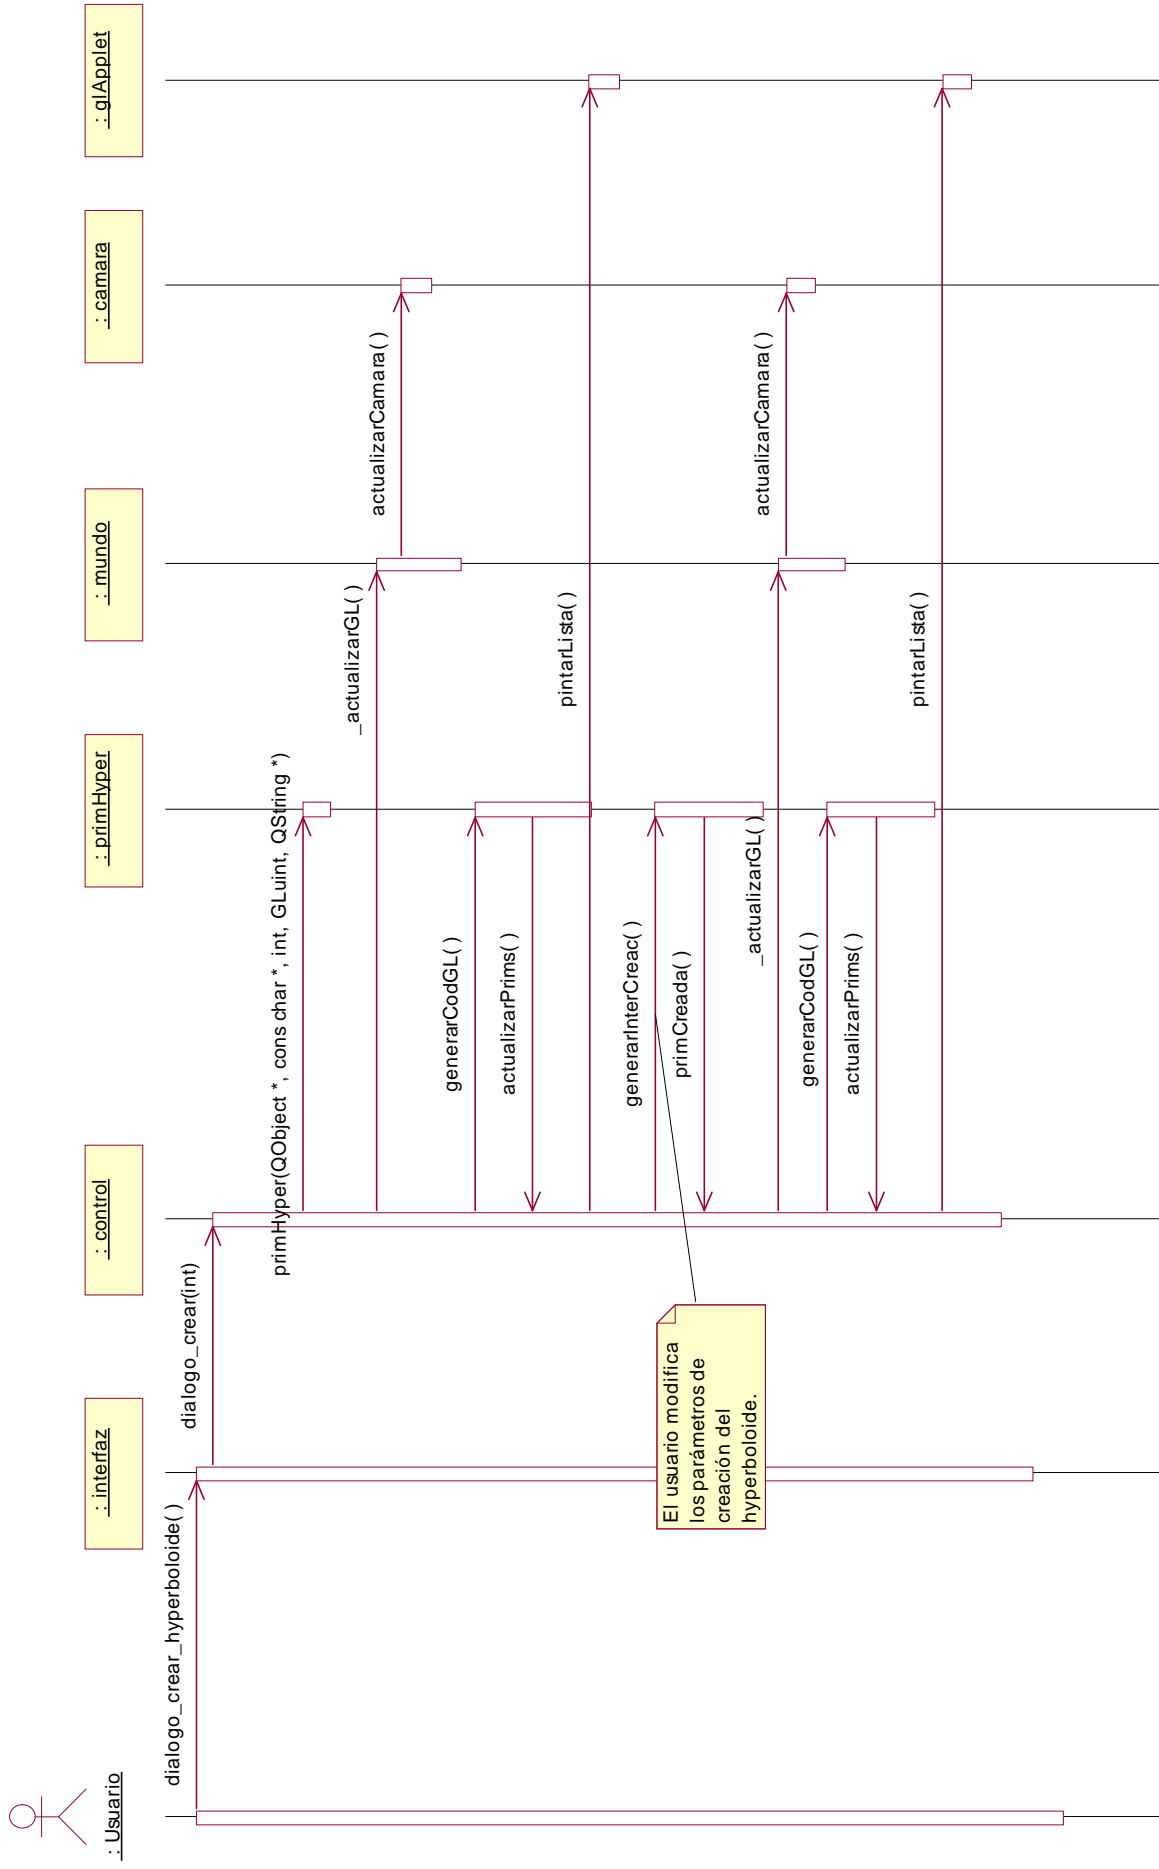 : Usuario
: interfaz
: control
: primHyper
: mundo
: camara
: glApplet
dialogo_crear_hyperboloide( )
dialogo_crear(int)
primHyper(QObject *, cons char *, int, GLuint, QString *)
_actualizarGL( )
actualizarCamara( )
generarCodGL( )
actualizarPrims( )
pintarLista( )
generarInterCreac( )
El usuario modifica
los parámetros de
creación del
hyperboloide.
primCreada( )
_actualizarGL( )
actualizarCamara( )
generarCodGL( )
actualizarPrims( )
pintarLista( )